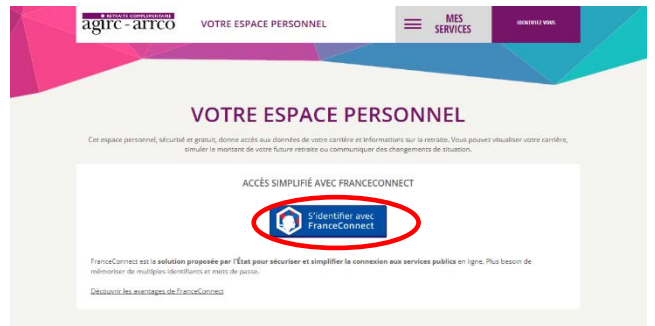 RETRAITE COMPLÉMENTAIRE
agirc - arrco
VOTRE ESPACE PERSONNEL
MES
SERVICES
IDENTIFIEZ VOUS
VOTRE ESPACE PERSONNEL
Cet espace personnel, sécurisé et gratuit, donne accès aux données de votre carrière et informations sur la retraite. Vous pouvez visualiser votre carrière,
simuler le montant de votre future retraite ou communiquer des changements de situation.
ACCÈS SIMPLIFIÉ AVEC FRANCECONNECT
S'identifier avec
FranceConnect
FranceConnect est la solution proposée par l'État pour sécuriser et simplifier la connexion aux services publics en ligne. Plus besoin de
mémoriser de multiples identifiants et mots de passe.
Découvrir les avantages de FranceConnect